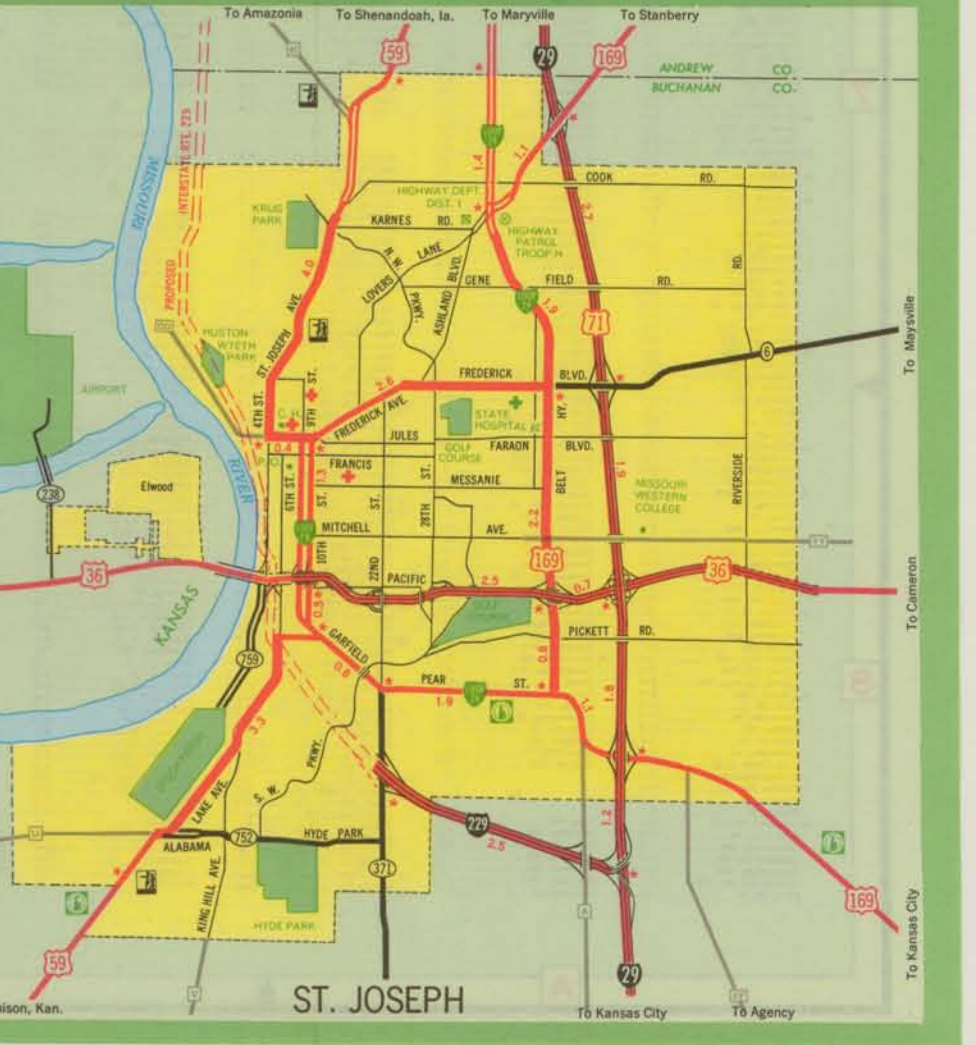 To Amazonia
To Shenandoah, Ia.
To Maryville
To Stanberry
59
29
169
ANDREW CO.
BUCHANAN CO.
MISSOURI
INTERSTATE RTE. 229
PROPOSED
1.4
1.1
COOK RD.
HIGHWAY DEPT.
DIST. I
KRUG
PARK
KARNES RD.
HIGHWAY
PATROL
TROOP H
2.7
N.W.
PKWY.
LOVERS LANE
ASHLAND BLVD.
GENE FIELD RD.
RD.
4.0
1.9
71
To Maysville
HUSTON
WYETH
PARK
ST. JOSEPH AVE.
6
AIRPORT
FREDERICK BLVD.
2.6
4TH ST.
9TH ST.
C.H.
FREDERICK AVE.
STATE
HOSPITAL
HY.
0.4
JULES
GOLF
COURSE
FARAON BLVD.
P.O.
RIVER
FRANCIS
1.3
6TH ST.
ST.
ST.
ST.
MESSANIE
BELT
1.9
RIVERSIDE
MISSOURI
WESTERN
COLLEGE
238
Elwood
MITCHELL AVE.
10TH
22ND
28TH
2.2
169
36
PACIFIC
2.5
0.7
36
To Cameron
KANSAS
0.5
GARFIELD
0.8
PICKETT RD.
0.8
759
PEAR ST.
1.9
1.1
1.8
3.3
LAKE AVE.
S. W. PKWY.
1.2
229
2.5
752
HYDE PARK
ALABAMA
KING HILL AVE.
371
HYDE PARK
169
To Kansas City
59
29
ST. JOSEPH
ison, Kan.
To Kansas City
To Agency